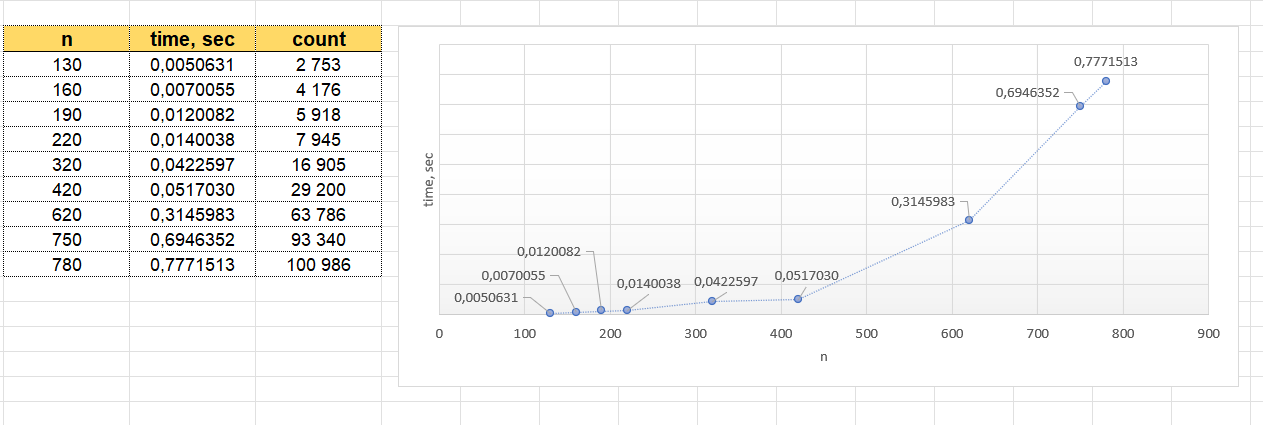 n time, sec count
130 0,0050631 2 753
160 0,0070055 4 176
190 0,0120082 5 918
220 0,0140038 7 945
320 0,0422597 16 905
420 0,0517030 29 200
620 0,3145983 63 786
750 0,6946352 93 340
780 0,7771513 100 986
0,7771513
0,6946352
0,3145983
0,0120082
0,0070055
0,0140038
0,0422597
0,0517030
0,0050631
time, sec
0 100 200 300 400 500 600 700 800 900
n